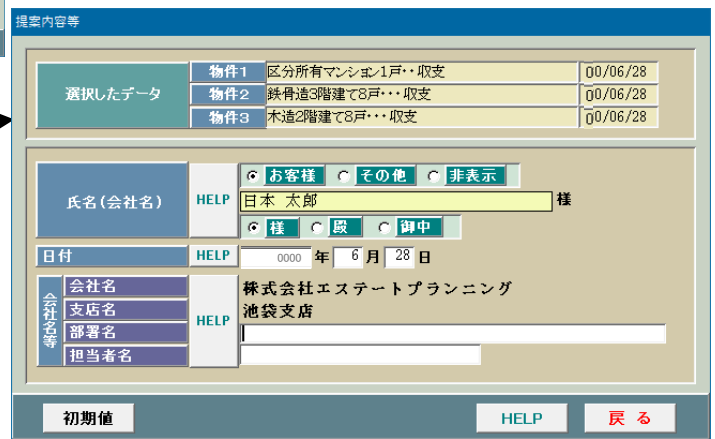 提案内容等
選択したデータ 物件1 区分所有マンション1戸・・収支 00/06/28
物件2 鉄骨造3階建て8戸・・・収支 00/06/28
物件3 木造2階建て8戸・・・収支 00/06/28
氏名(会社名) HELP お客様 その他 非表示
日本 太郎 様
様 殿 御中
日付 HELP 0000 年 6 月 28 日
会社名等 会社名 HELP 株式会社エステートプランニング
支店名 池袋支店
部署名
担当者名
初期値 HELP 戻る